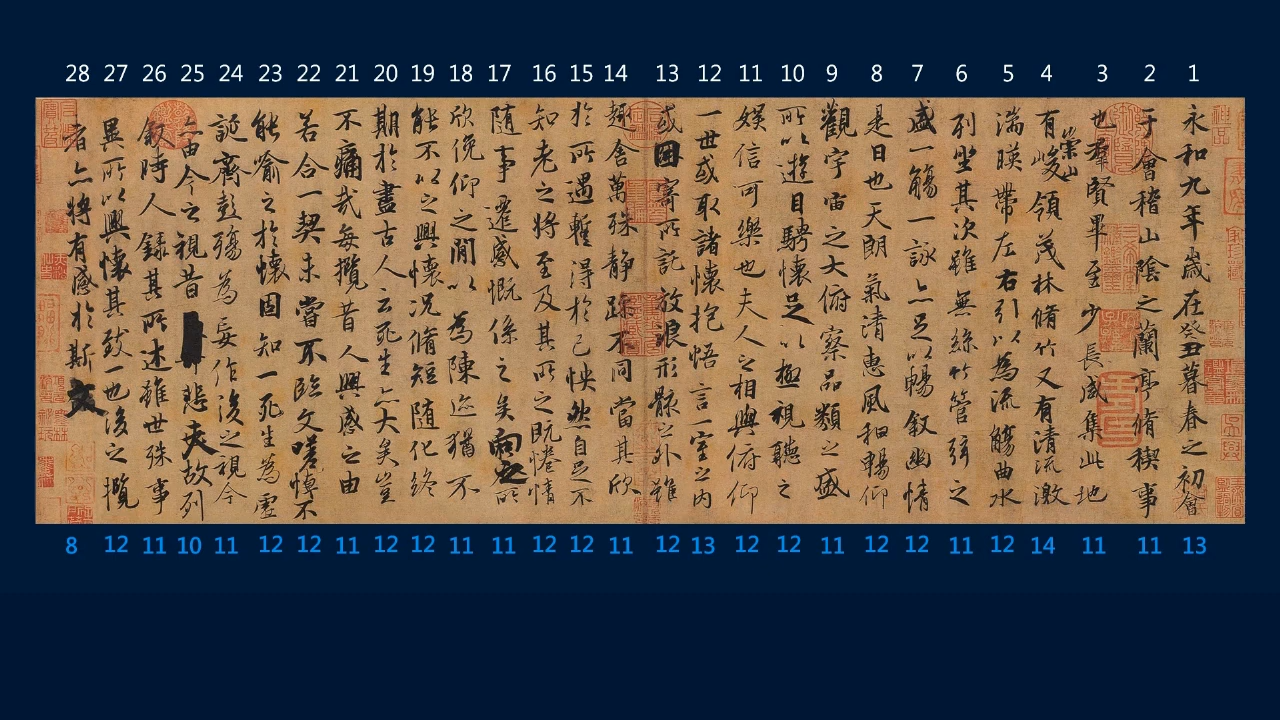 28 27 26 25 24 23 22 21 20 19 18 17 16 15 14 13 12 11 10 9 8 7 6 5 4 3 2 1
永和九年歲在癸丑暮春之初會
于會稽山陰之蘭亭脩稧事
也羣賢畢至少長咸集此地
有崇山峻領茂林脩竹又有清流激
湍暎帶左右引以為流觴曲水
列坐其次雖無絲竹管弦之
盛一觴一詠亦足以暢叙幽情
是日也天朗氣清惠風和暢仰
觀宇宙之大俯察品類之盛
所以遊目騁懷足以極視聽之
娛信可樂也夫人之相與俯仰
一世或取諸懷抱悟言一室之內
或因寄所託放浪形骸之外雖
趣舍萬殊靜躁不同當其欣
於所遇暫得於己怏然自足不
知老之將至及其所之既惓情
隨事遷感慨係之矣向之所
欣俛仰之閒以為陳迹猶不
能不以之興懷況脩短隨化終
期於盡古人云死生亦大矣豈
不痛哉每攬昔人興感之由
若合一契未嘗不臨文嗟悼不
能喻之於懷固知一死生為虛
誕齊彭殤為妄作後之視今
亦由今之視昔悲夫故列
叙時人錄其所述雖世殊事
異所以興懷其致一也後之攬
者亦將有感於斯文
8 12 11 10 11 12 12 11 12 12 11 11 12 12 11 12 13 12 12 11 12 12 11 12 14 11 11 13